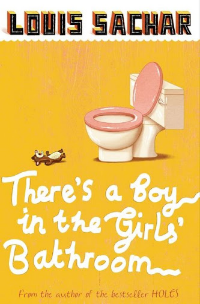 LOUIS SACHAR
There's a Boy
in the Girls'
Bathroom
From the author of the bestseller HOLES